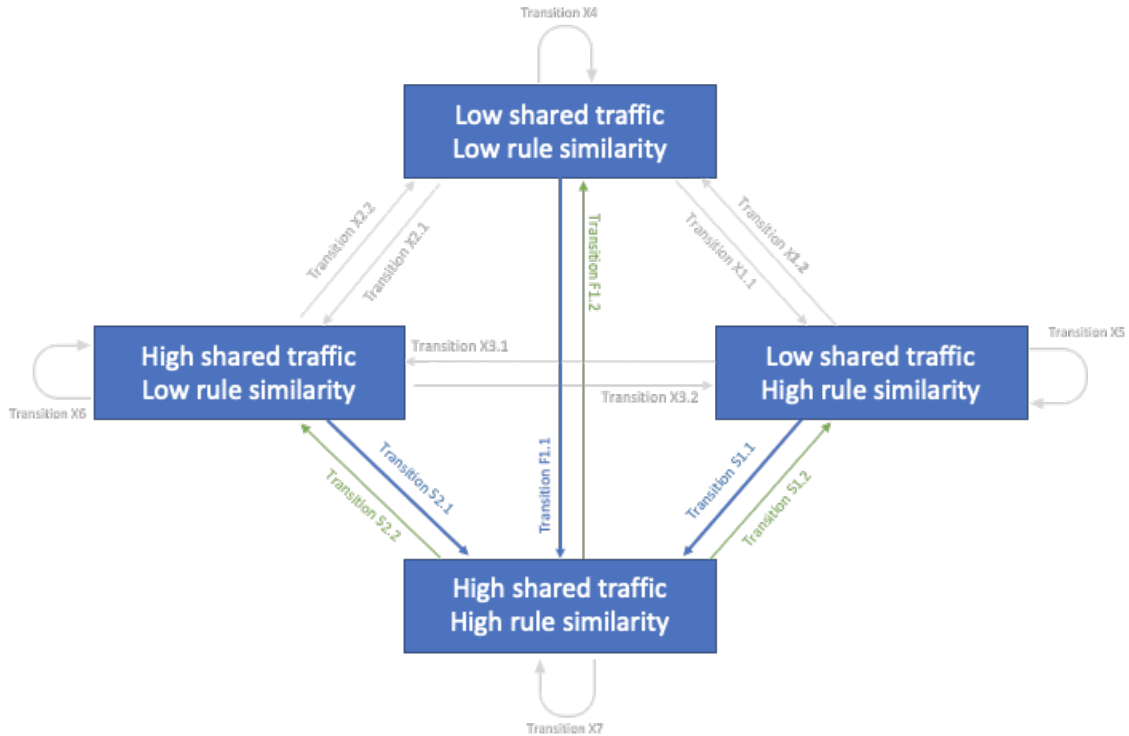 Transition X4
Low shared traffic
Low rule similarity
Transition X2.2
Transition X2.1
Transition F1.2
Transition X1.1
Transition X1.2
High shared traffic
Low rule similarity
Transition X3.1
Transition X3.2
Low shared traffic
High rule similarity
Transition X5
Transition X6
Transition S2.1
Transition S2.2
Transition F1.1
Transition S1.1
Transition S1.2
High shared traffic
High rule similarity
Transition X7